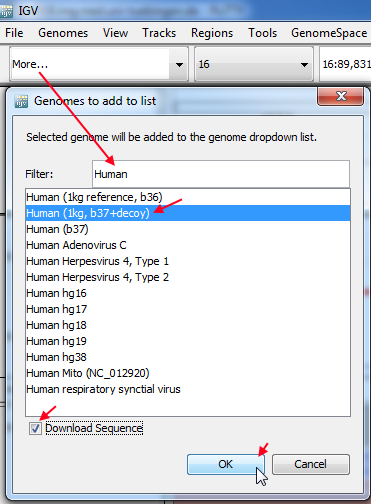 IGV
File Genomes View Tracks Regions Tools GenomeSpace
More... 16 16:89,831
Genomes to add to list
Selected genome will be added to the genome dropdown list.
Filter: Human
Human (1kg reference, b36)
Human (1kg, b37+decoy)
Human (b37)
Human Adenovirus C
Human Herpesvirus 4, Type 1
Human Herpesvirus 4, Type 2
Human hg16
Human hg17
Human hg18
Human hg19
Human hg38
Human Mito (NC_012920)
Human respiratory synctial virus
Download Sequence
OK Cancel